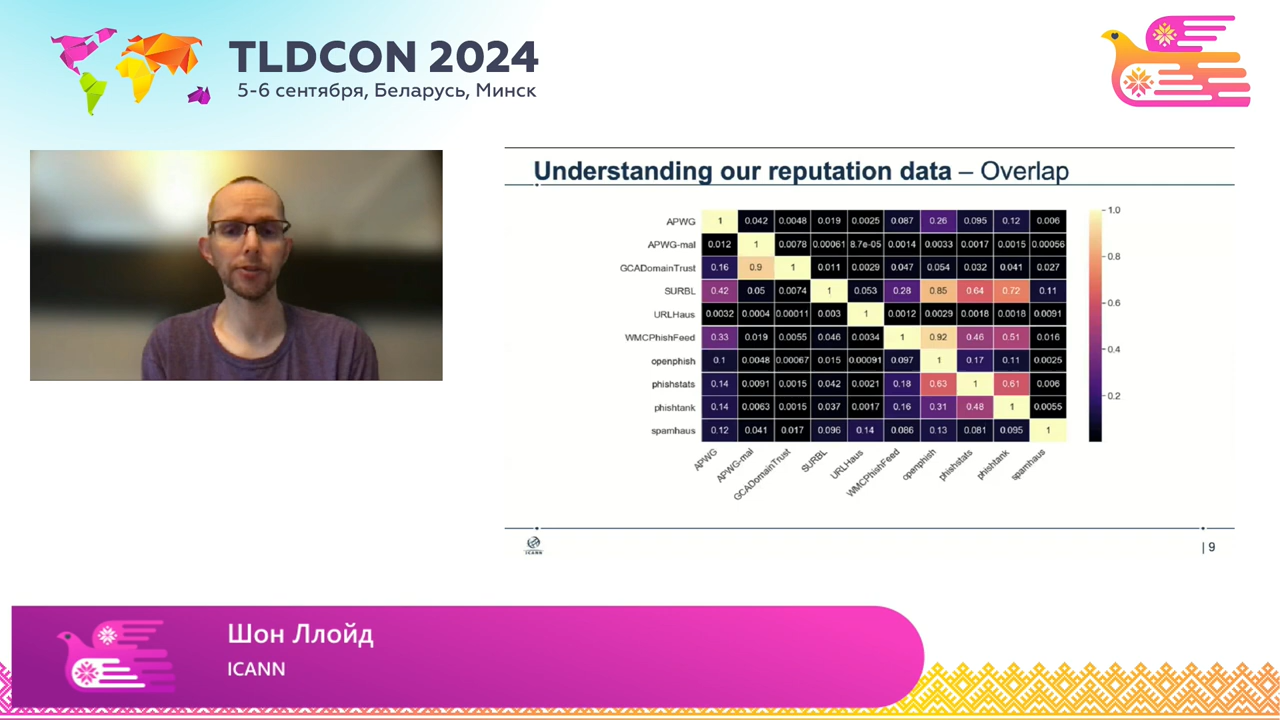 TLDCON 2024
5-6 сентября, Беларусь, Минск
Understanding our reputation data – Overlap
APWG 1 0.042 0.0048 0.019 0.0025 0.087 0.26 0.095 0.12 0.006
APWG-mal 0.012 1 0.0078 0.00061 8.7e-05 0.0014 0.0033 0.0017 0.0015 0.00056
GCADomainTrust 0.16 0.9 1 0.011 0.0029 0.047 0.054 0.032 0.041 0.027
SURBL 0.42 0.05 0.0074 1 0.053 0.28 0.85 0.64 0.72 0.11
URLHaus 0.0032 0.0004 0.00011 0.003 1 0.0012 0.0029 0.0018 0.0018 0.0091
WMCPhishFeed 0.33 0.019 0.0055 0.046 0.0034 1 0.92 0.46 0.51 0.016
openphish 0.1 0.0048 0.00067 0.015 0.00091 0.097 1 0.17 0.11 0.0025
phishstats 0.14 0.0091 0.0015 0.042 0.0021 0.18 0.63 1 0.61 0.006
phishtank 0.14 0.0063 0.0015 0.037 0.0017 0.16 0.31 0.48 1 0.0055
spamhaus 0.12 0.041 0.017 0.096 0.14 0.086 0.13 0.081 0.095 1
APWG APWG-mal GCADomainTrust SURBL URLHaus WMCPhishFeed openphish phishstats phishtank spamhaus
1.0
0.8
0.6
0.4
0.2
ICANN
| 9
Шон Ллойд
ICANN